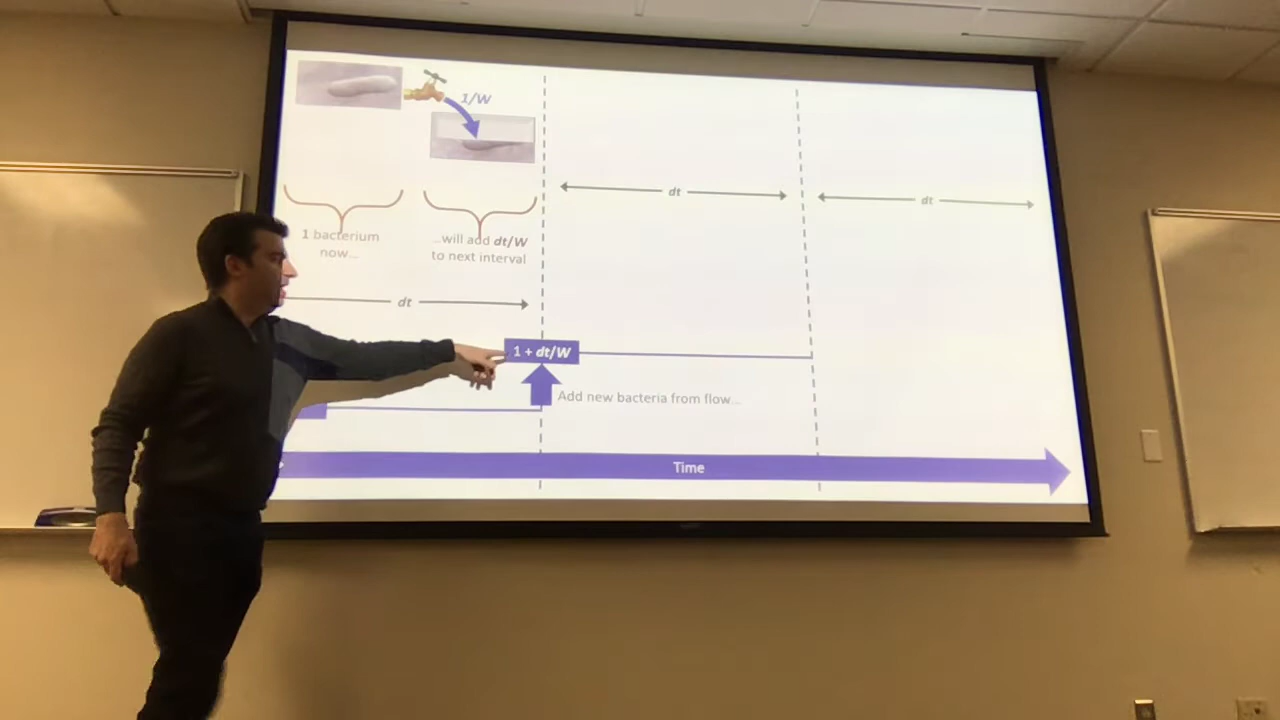 1/W
1 bacterium
now...
...will add dt/W
to next interval
dt
dt
dt
1 + dt/W
Add new bacteria from flow...
Time